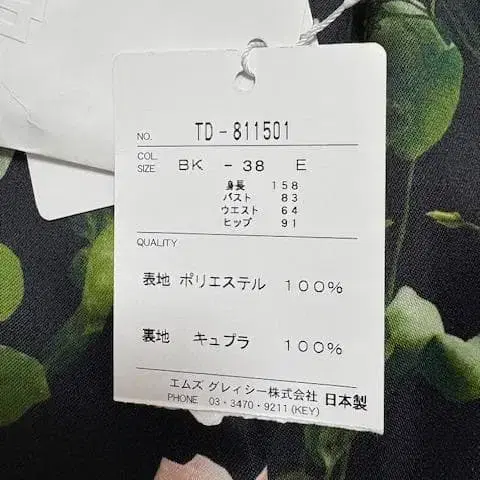 NO. TD-811501
COL.
SIZE BK - 38 E
身長 158
バスト 83
ウエスト 64
ヒップ 91
QUALITY
表地 ポリエステル 100%
裏地 キュプラ 100%
エムズ グレイシー株式会社 日本製
PHONE 03・3470・9211(KEY)